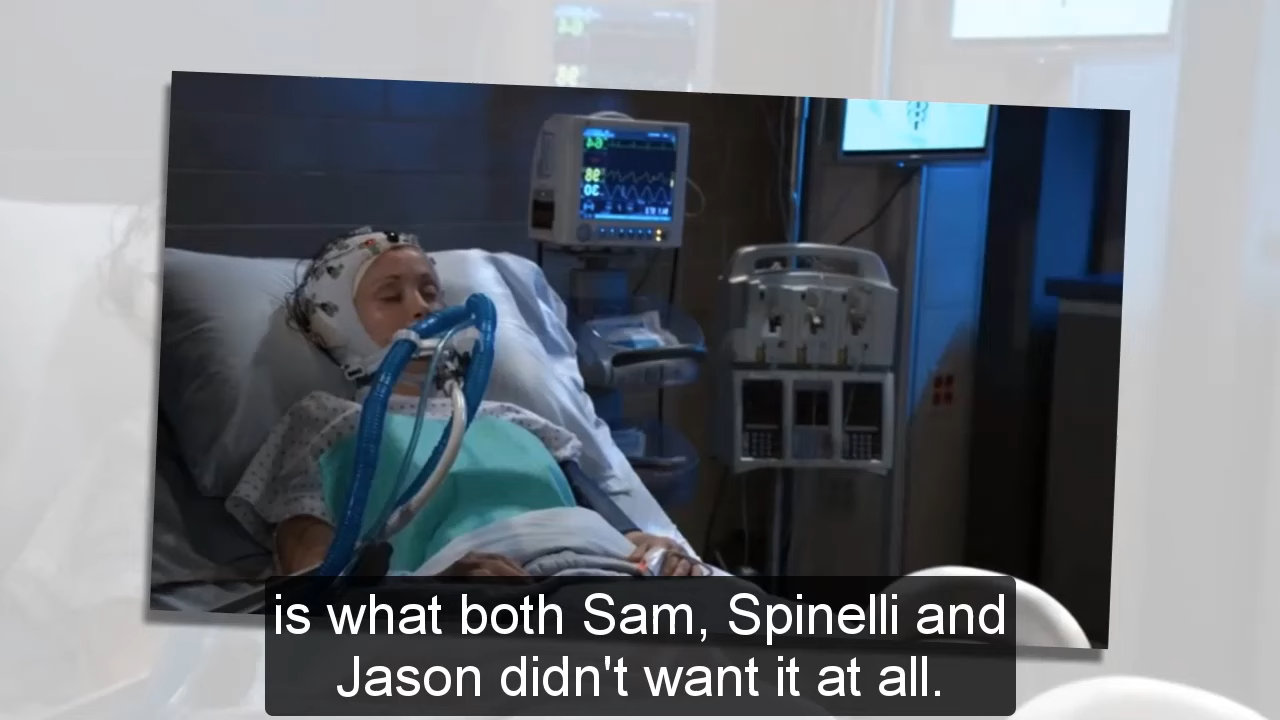 is what both Sam, Spinelli and
Jason didn't want it at all.